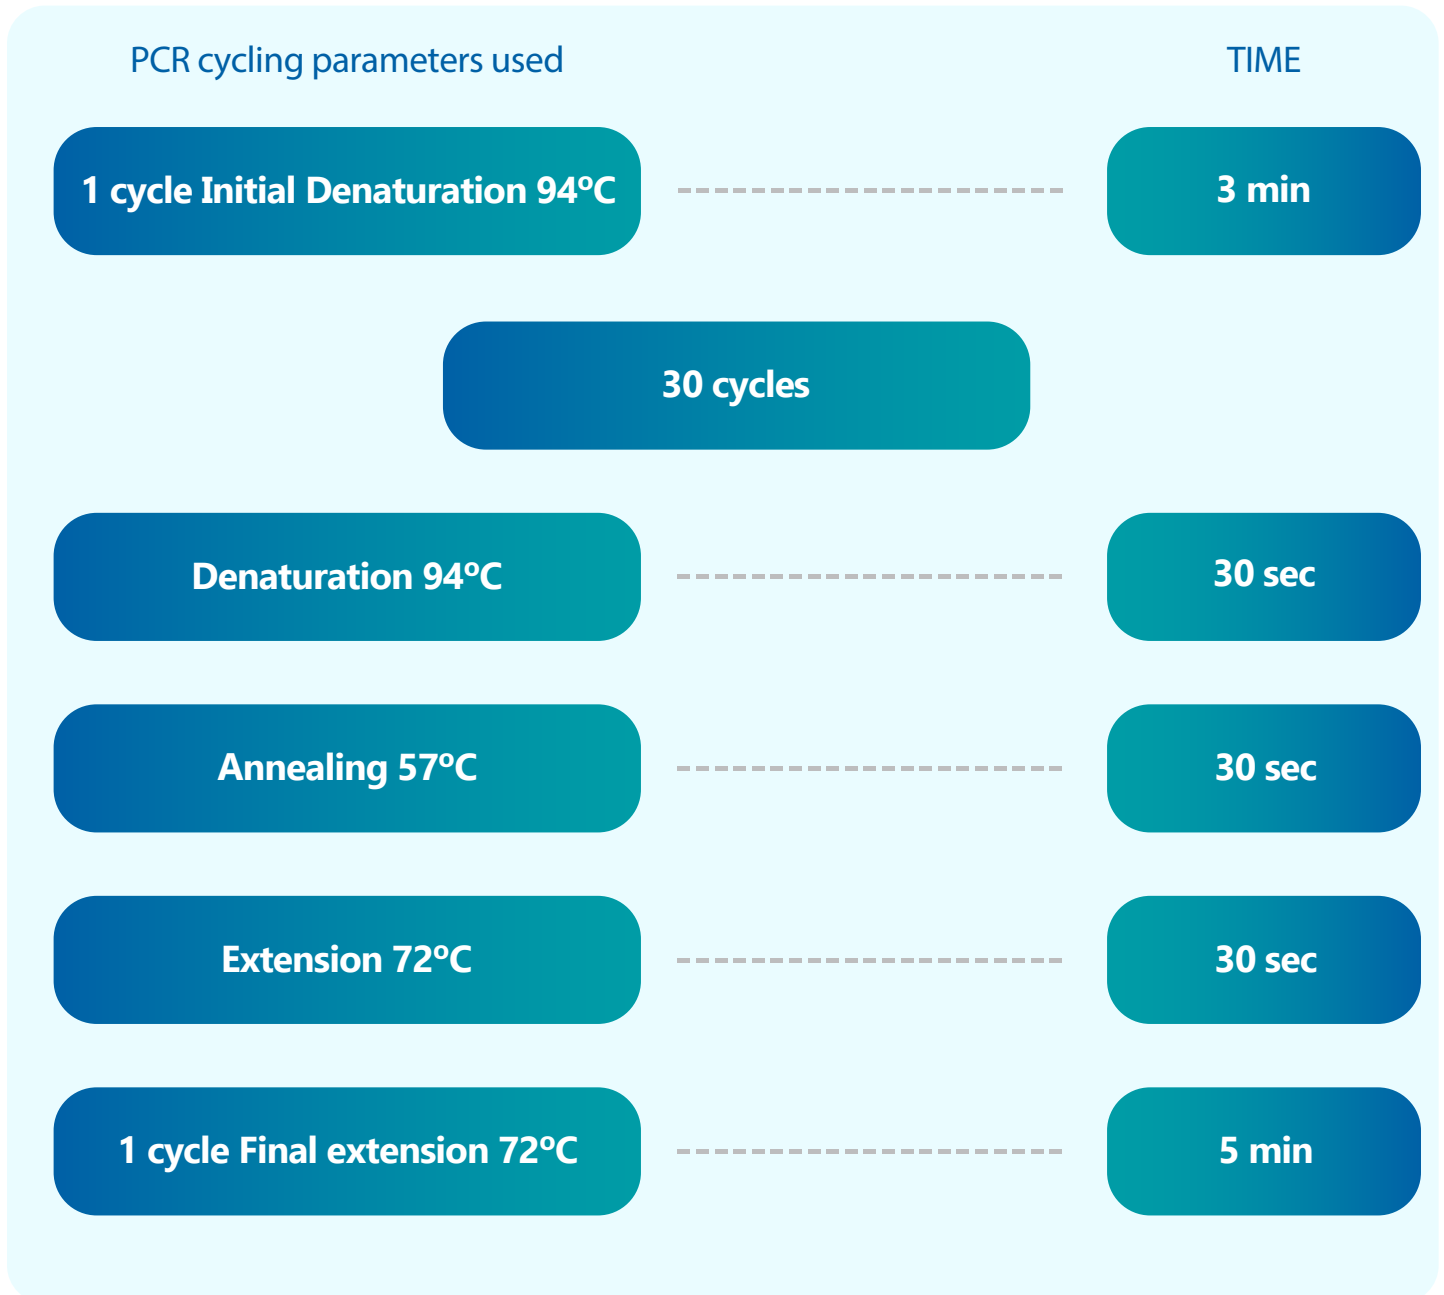 PCR cycling parameters used TIME
1 cycle Initial Denaturation 94ºC 3 min
30 cycles
Denaturation 94ºC 30 sec
Annealing 57ºC 30 sec
Extension 72ºC 30 sec
1 cycle Final extension 72ºC 5 min